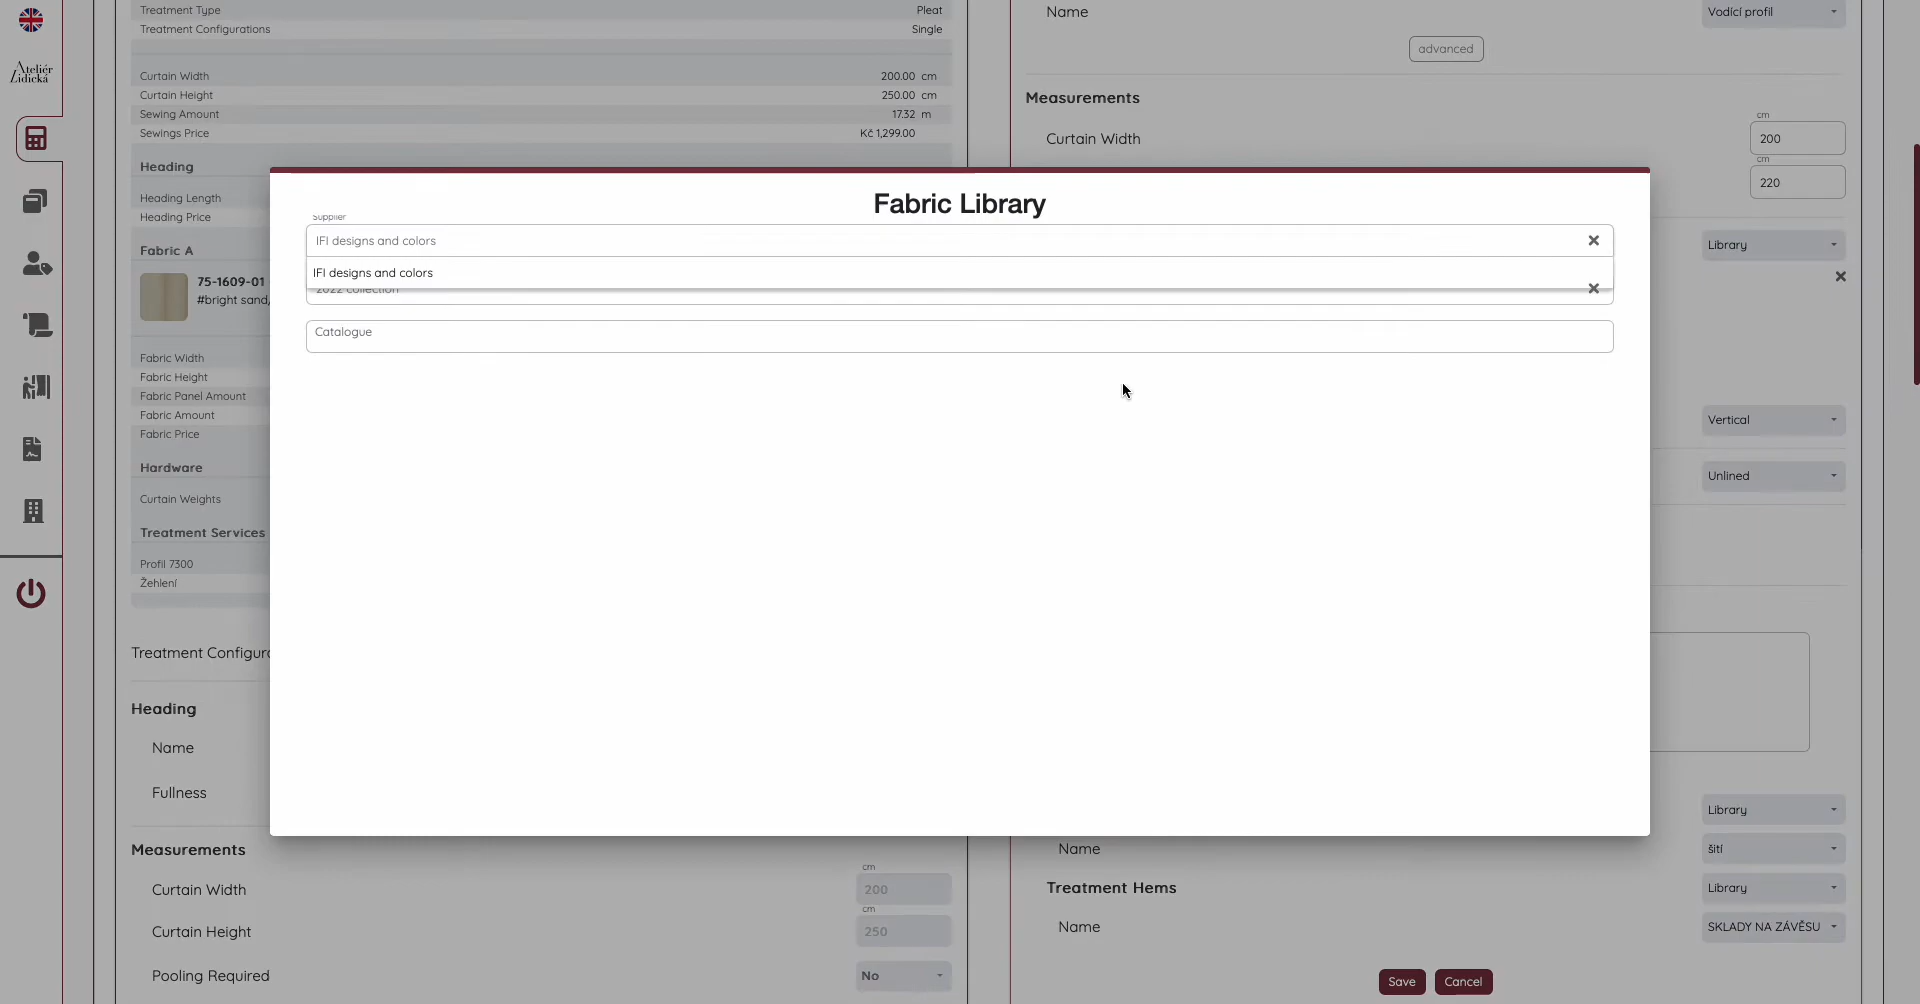 Ateliér
Lidická
Treatment Type Pleat
Treatment Configurations Single
Curtain Width 200.00 cm
Curtain Height 250.00 cm
Sewing Amount 17.32 m
Sewings Price Kč 1,299.00
Heading
Heading Length
Heading Price
Fabric A
75-1609-01
#bright sand,
Fabric Width
Fabric Height
Fabric Panel Amount
Fabric Amount
Fabric Price
Hardware
Curtain Weights
Treatment Services
Profil 7300
Žehlení
Treatment Configur
Heading
Name
Fullness
Measurements
Curtain Width cm 200
Curtain Height cm 250
Pooling Required No
Fabric Library
Supplier
IFI designs and colors
IFI designs and colors
2022 collection
Catalogue
Name Vodící profil
advanced
Measurements
cm
Curtain Width 200
cm
220
Library
Vertical
Unlined
Library
Name šití
Treatment Hems Library
Name SKLADY NA ZÁVĚSU
Save Cancel